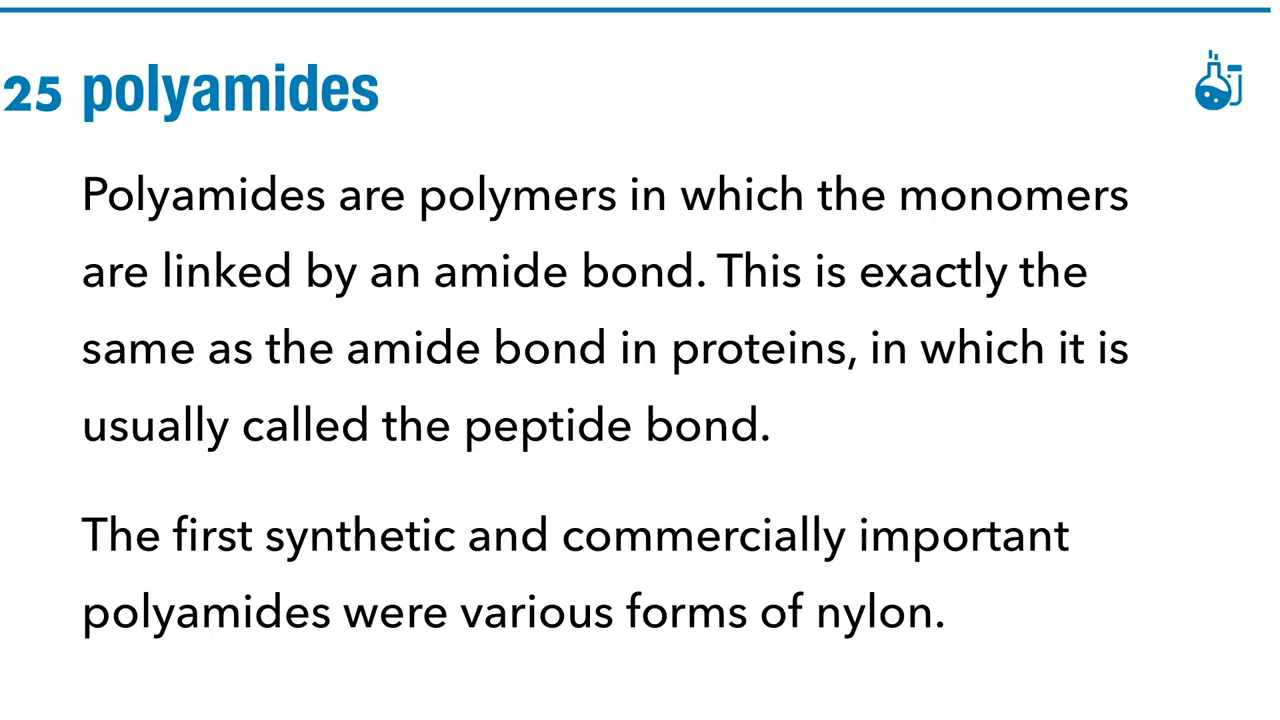 25 polyamides
Polyamides are polymers in which the monomers
are linked by an amide bond. This is exactly the
same as the amide bond in proteins, in which it is
usually called the peptide bond.
The first synthetic and commercially important
polyamides were various forms of nylon.